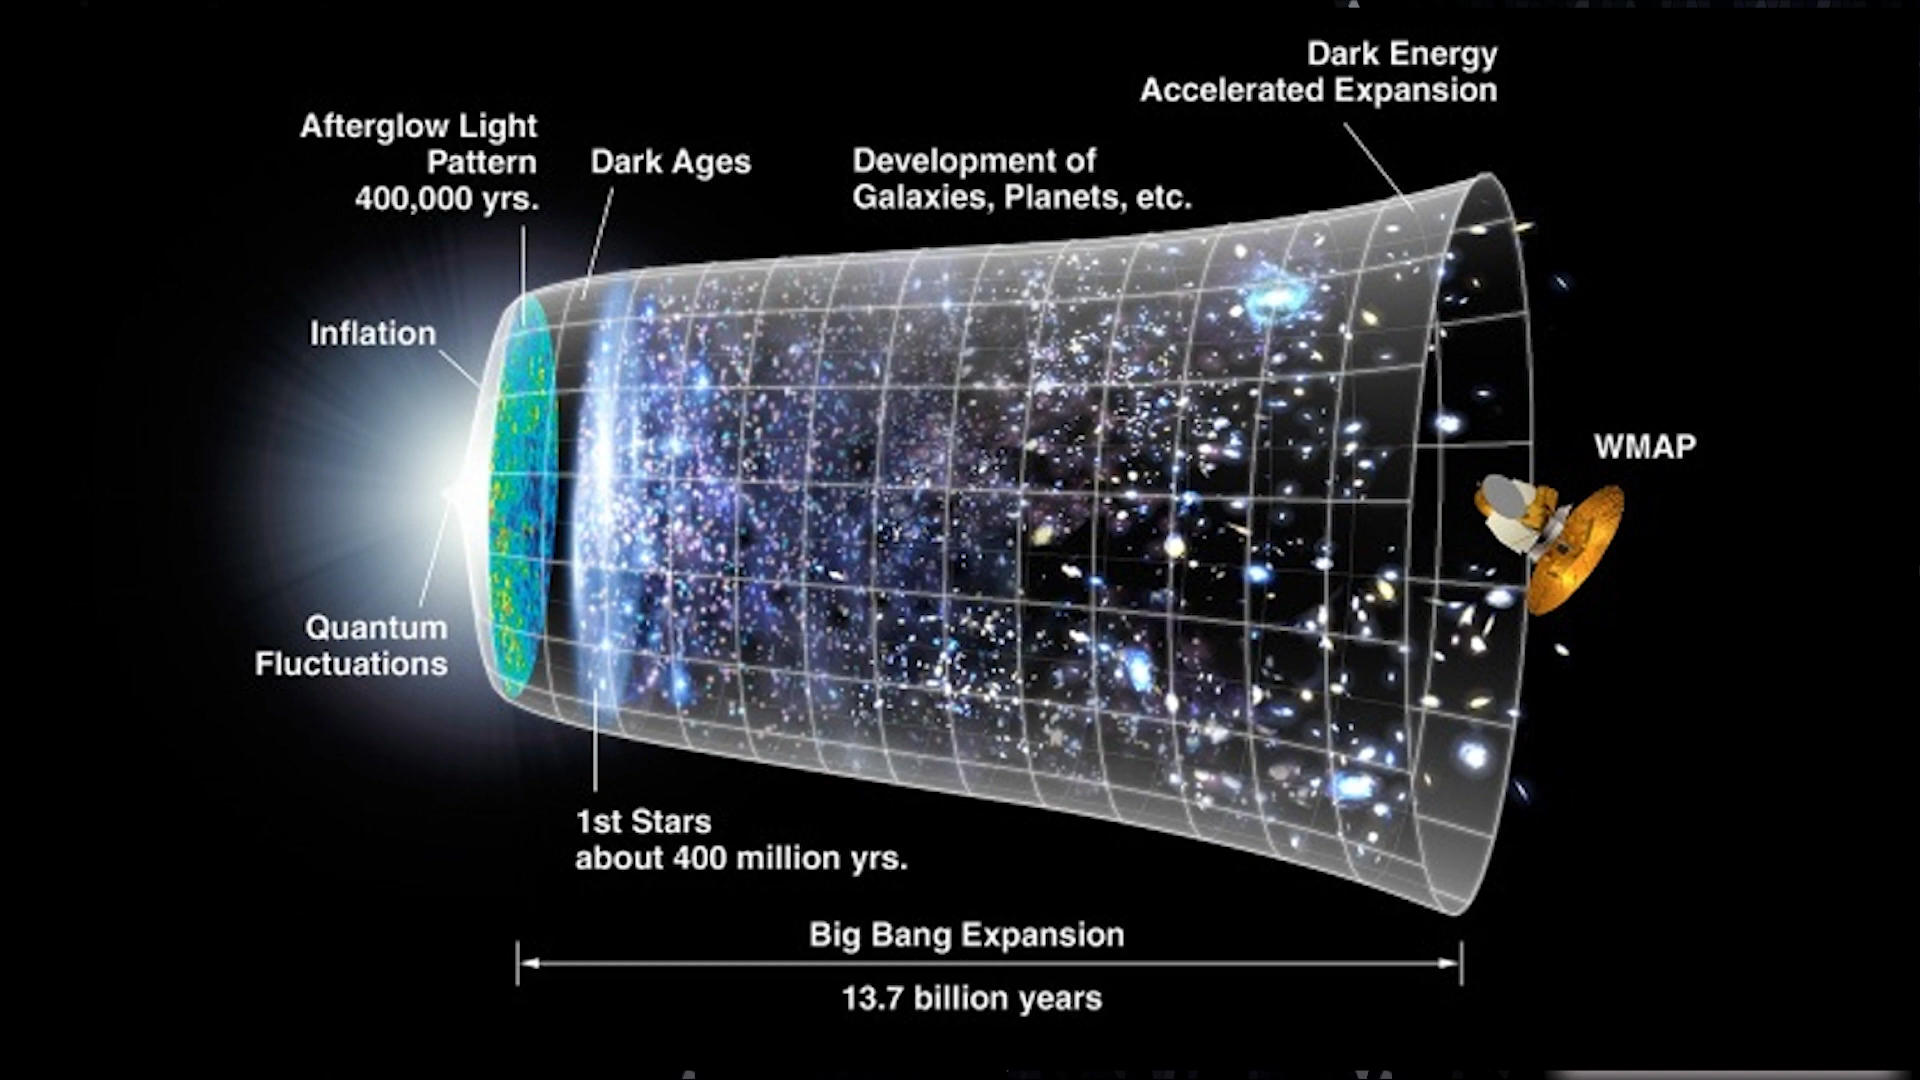 Dark Energy
Accelerated Expansion
Afterglow Light
Pattern
400,000 yrs.
Dark Ages
Development of
Galaxies, Planets, etc.
Inflation
WMAP
Quantum
Fluctuations
1st Stars
about 400 million yrs.
Big Bang Expansion
13.7 billion years